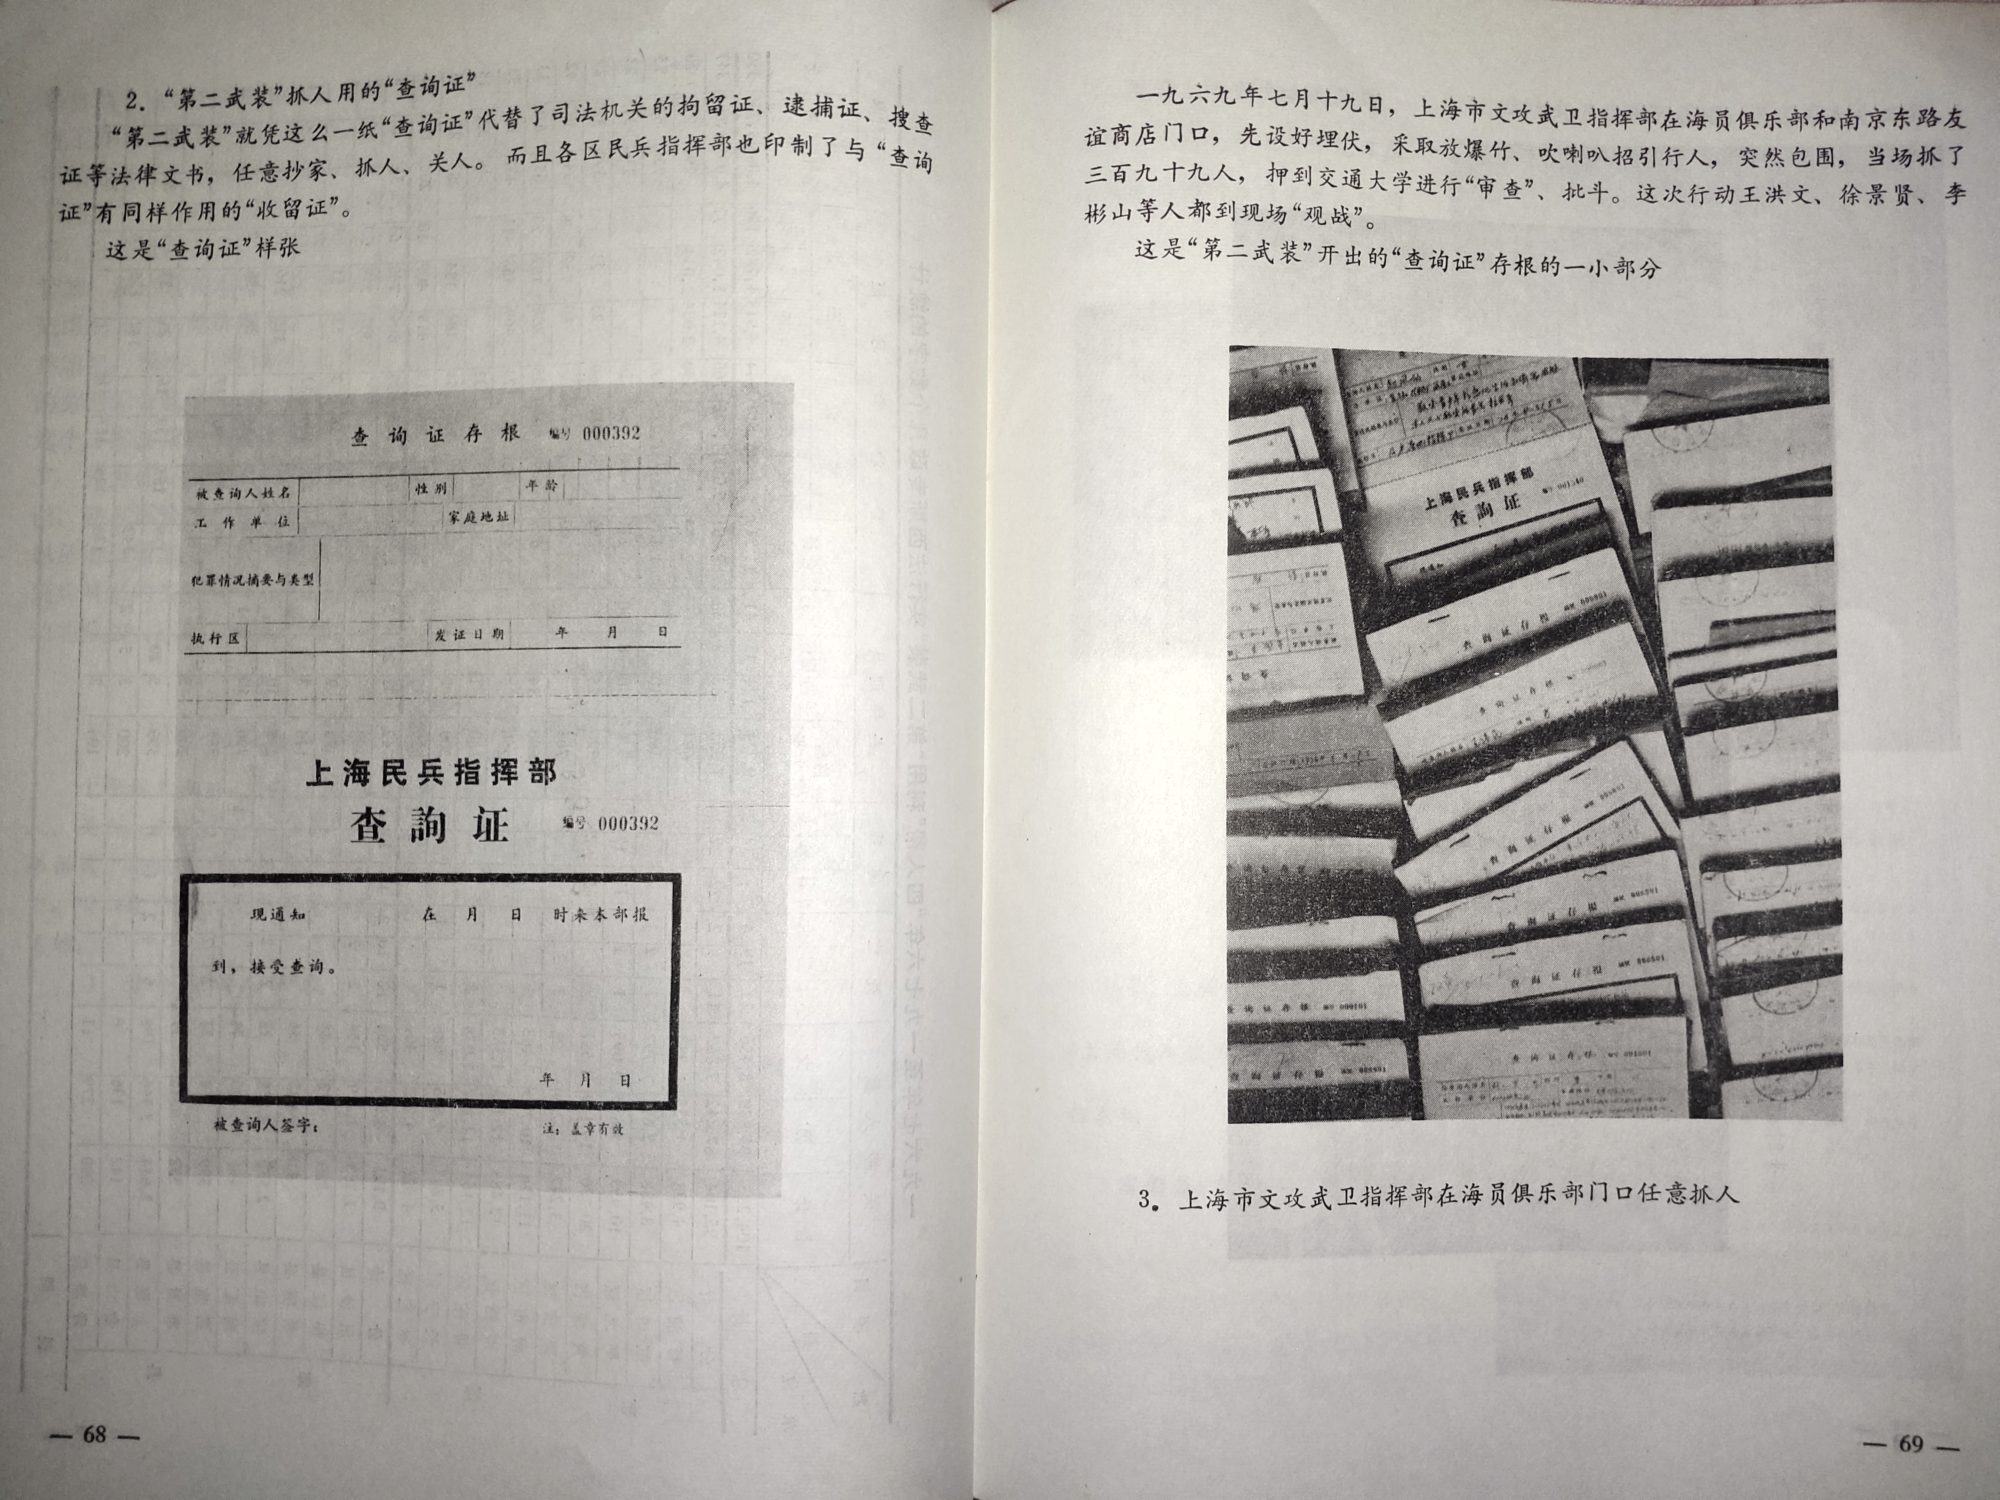 2．“第二武装”抓人用的“查询证”
“第二武装”就凭这么一纸“查询证”代替了司法机关的拘留证、逮捕证、搜查
证等法律文书，任意抄家、抓人、关人。而且各区民兵指挥部也印制了与“查询
证”有同样作用的“收留证”。
这是“查询证”样张
查询证存根 编号 000392
被查询人姓名 性别 年龄
工作单位 家庭地址
犯罪情况摘要与类型
执行区 发证日期 年 月 日
上海民兵指挥部
查詢证 编号 000392
现通知 在 月 日 时来本部报
到，接受查询。
年 月 日
被查询人签字： 注：盖章有效
— 68 —
一九六九年七月十九日，上海市文攻武卫指挥部在海员俱乐部和南京东路友
谊商店门口，先设好埋伏，采取放爆竹、吹喇叭招引行人，突然包围，当场抓了
三百九十九人，押到交通大学进行“审查”、批斗。这次行动王洪文、徐景贤、李
彬山等人都到现场“观战”。
这是“第二武装”开出的“查询证”存根的一小部分
上海民兵指挥部
查詢证
3。上海市文攻武卫指挥部在海员俱乐部门口任意抓人
— 69 —